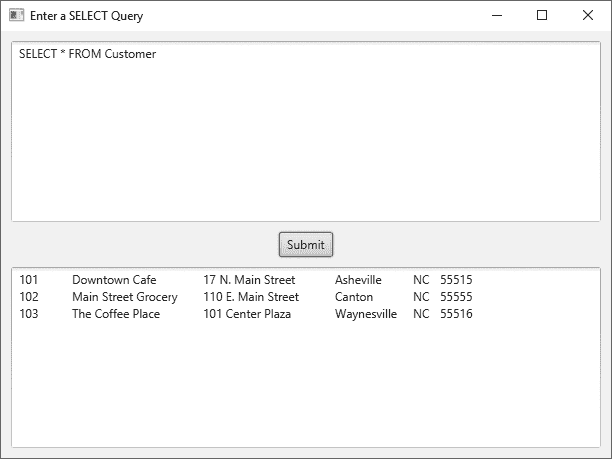 Enter a SELECT Query
SELECT * FROM Customer
Submit
101 Downtown Cafe 17 N. Main Street Asheville NC 55515
102 Main Street Grocery 110 E. Main Street Canton NC 55555
103 The Coffee Place 101 Center Plaza Waynesville NC 55516